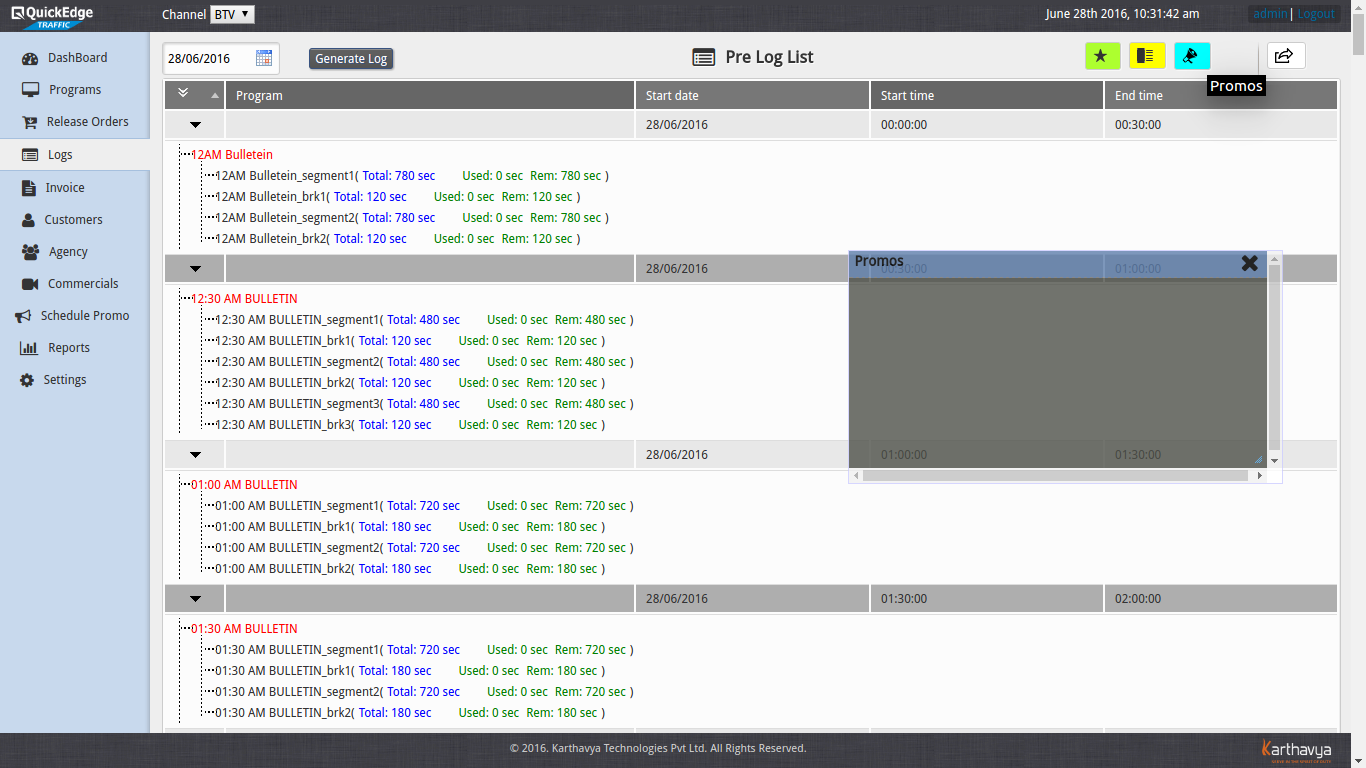 QuickEdge
TRAFFIC
Channel BTV
June 28th 2016, 10:31:42 am
admin | Logout
DashBoard
Programs
Release Orders
Logs
Invoice
Customers
Agency
Commercials
Schedule Promo
Reports
Settings
28/06/2016
Generate Log
Pre Log List
Promos
Program Start date Start time End time
28/06/2016 00:00:00 00:30:00
12AM Bulletein
12AM Bulletein_segment1( Total: 780 sec Used: 0 sec Rem: 780 sec )
12AM Bulletein_brk1( Total: 120 sec Used: 0 sec Rem: 120 sec )
12AM Bulletein_segment2( Total: 780 sec Used: 0 sec Rem: 780 sec )
12AM Bulletein_brk2( Total: 120 sec Used: 0 sec Rem: 120 sec )
28/06/2016 00:30:00 01:00:00
Promos
12:30 AM BULLETIN
12:30 AM BULLETIN_segment1( Total: 480 sec Used: 0 sec Rem: 480 sec )
12:30 AM BULLETIN_brk1( Total: 120 sec Used: 0 sec Rem: 120 sec )
12:30 AM BULLETIN_segment2( Total: 480 sec Used: 0 sec Rem: 480 sec )
12:30 AM BULLETIN_brk2( Total: 120 sec Used: 0 sec Rem: 120 sec )
12:30 AM BULLETIN_segment3( Total: 480 sec Used: 0 sec Rem: 480 sec )
12:30 AM BULLETIN_brk3( Total: 120 sec Used: 0 sec Rem: 120 sec )
28/06/2016 01:00:00 01:30:00
01:00 AM BULLETIN
01:00 AM BULLETIN_segment1( Total: 720 sec Used: 0 sec Rem: 720 sec )
01:00 AM BULLETIN_brk1( Total: 180 sec Used: 0 sec Rem: 180 sec )
01:00 AM BULLETIN_segment2( Total: 720 sec Used: 0 sec Rem: 720 sec )
01:00 AM BULLETIN_brk2( Total: 180 sec Used: 0 sec Rem: 180 sec )
28/06/2016 01:30:00 02:00:00
01:30 AM BULLETIN
01:30 AM BULLETIN_segment1( Total: 720 sec Used: 0 sec Rem: 720 sec )
01:30 AM BULLETIN_brk1( Total: 180 sec Used: 0 sec Rem: 180 sec )
01:30 AM BULLETIN_segment2( Total: 720 sec Used: 0 sec Rem: 720 sec )
01:30 AM BULLETIN_brk2( Total: 180 sec Used: 0 sec Rem: 180 sec )
© 2016. Karthavya Technologies Pvt Ltd. All Rights Reserved.
Karthavya